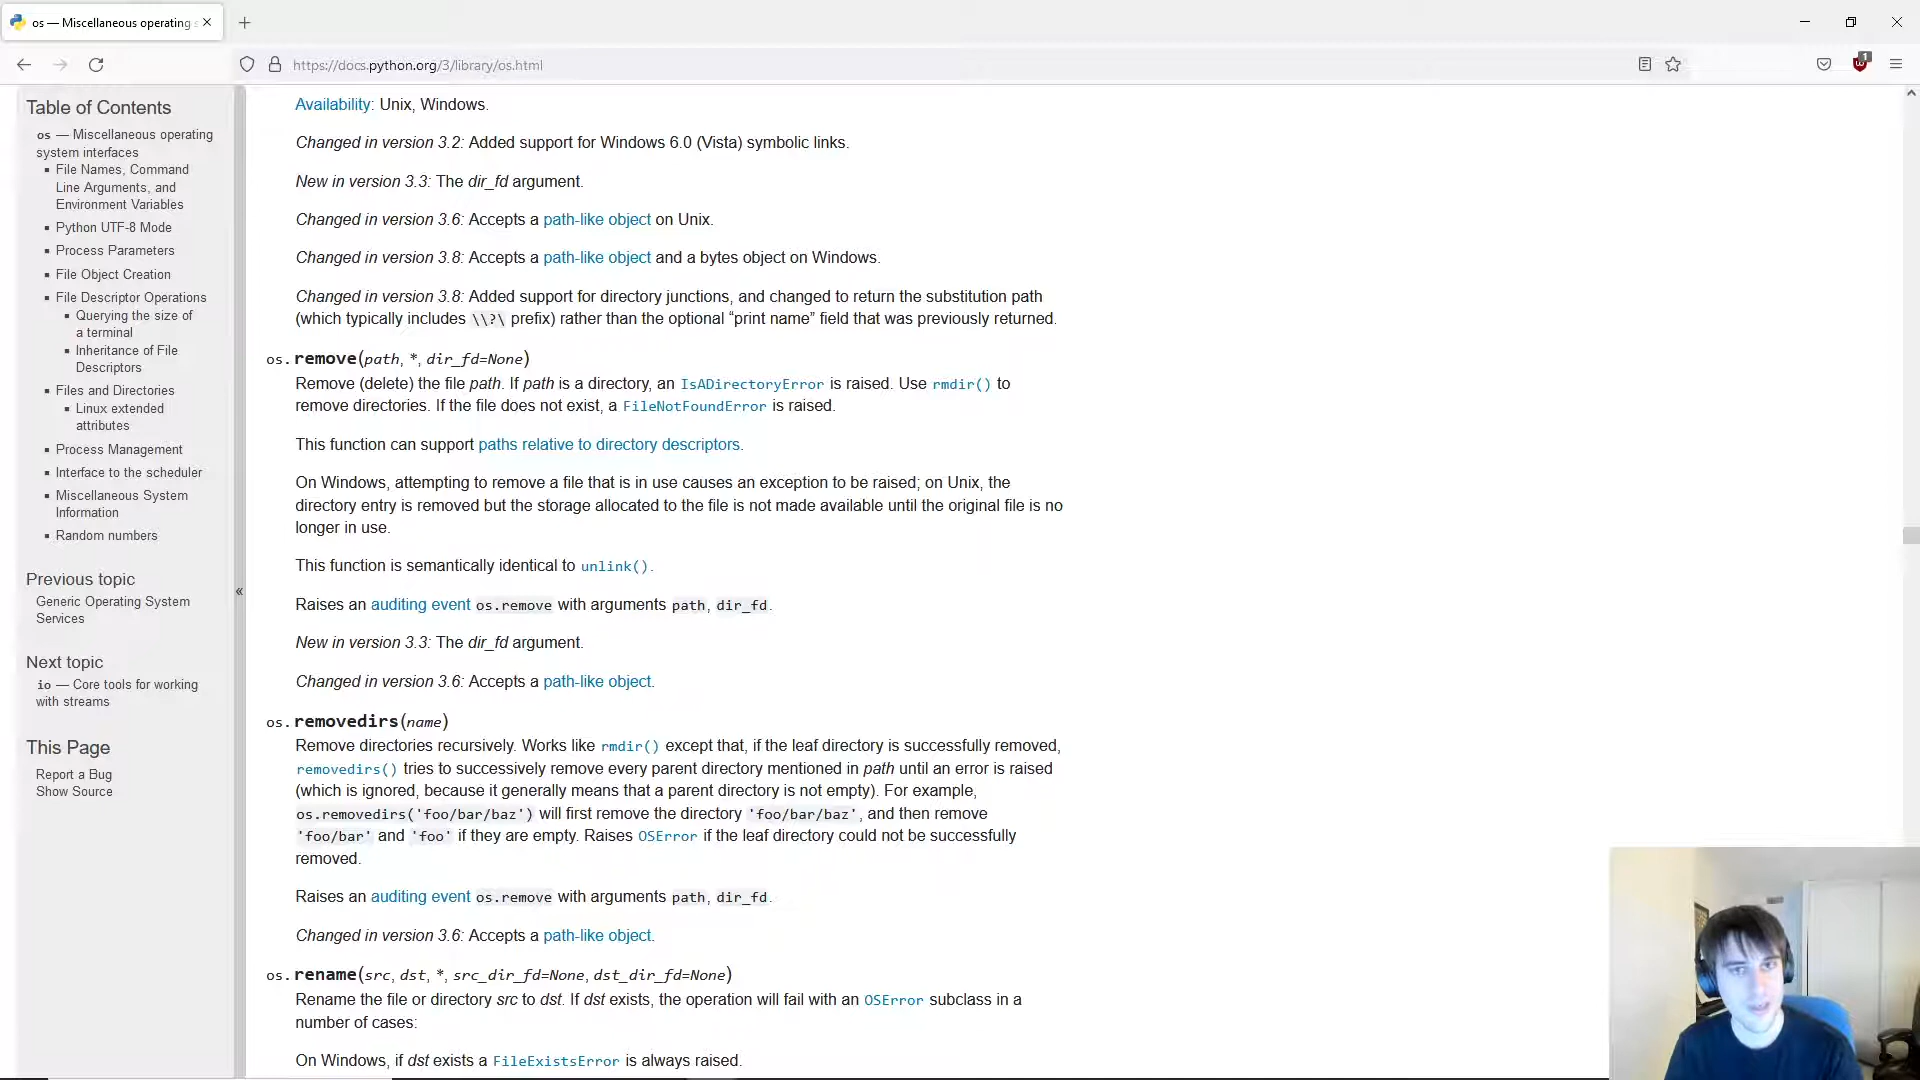 os — Miscellaneous operating s
https://docs.python.org/3/library/os.html
1
Table of Contents
os — Miscellaneous operating
system interfaces
File Names, Command
Line Arguments, and
Environment Variables
Python UTF-8 Mode
Process Parameters
File Object Creation
File Descriptor Operations
Querying the size of
a terminal
Inheritance of File
Descriptors
Files and Directories
Linux extended
attributes
Process Management
Interface to the scheduler
Miscellaneous System
Information
Random numbers
Previous topic
Generic Operating System
Services
Next topic
io — Core tools for working
with streams
This Page
Report a Bug
Show Source
«
Availability: Unix, Windows.
Changed in version 3.2: Added support for Windows 6.0 (Vista) symbolic links.
New in version 3.3: The dir_fd argument.
Changed in version 3.6: Accepts a path-like object on Unix.
Changed in version 3.8: Accepts a path-like object and a bytes object on Windows.
Changed in version 3.8: Added support for directory junctions, and changed to return the substitution path
(which typically includes \\?\ prefix) rather than the optional “print name” field that was previously returned.
os.remove(path, *, dir_fd=None)
Remove (delete) the file path. If path is a directory, an IsADirectoryError is raised. Use rmdir() to
remove directories. If the file does not exist, a FileNotFoundError is raised.
This function can support paths relative to directory descriptors.
On Windows, attempting to remove a file that is in use causes an exception to be raised; on Unix, the
directory entry is removed but the storage allocated to the file is not made available until the original file is no
longer in use.
This function is semantically identical to unlink().
Raises an auditing event os.remove with arguments path, dir_fd.
New in version 3.3: The dir_fd argument.
Changed in version 3.6: Accepts a path-like object.
os.removedirs(name)
Remove directories recursively. Works like rmdir() except that, if the leaf directory is successfully removed,
removedirs() tries to successively remove every parent directory mentioned in path until an error is raised
(which is ignored, because it generally means that a parent directory is not empty). For example,
os.removedirs('foo/bar/baz') will first remove the directory 'foo/bar/baz', and then remove
'foo/bar' and 'foo' if they are empty. Raises OSError if the leaf directory could not be successfully
removed.
Raises an auditing event os.remove with arguments path, dir_fd.
Changed in version 3.6: Accepts a path-like object.
os.rename(src, dst, *, src_dir_fd=None, dst_dir_fd=None)
Rename the file or directory src to dst. If dst exists, the operation will fail with an OSError subclass in a
number of cases:
On Windows, if dst exists a FileExistsError is always raised.